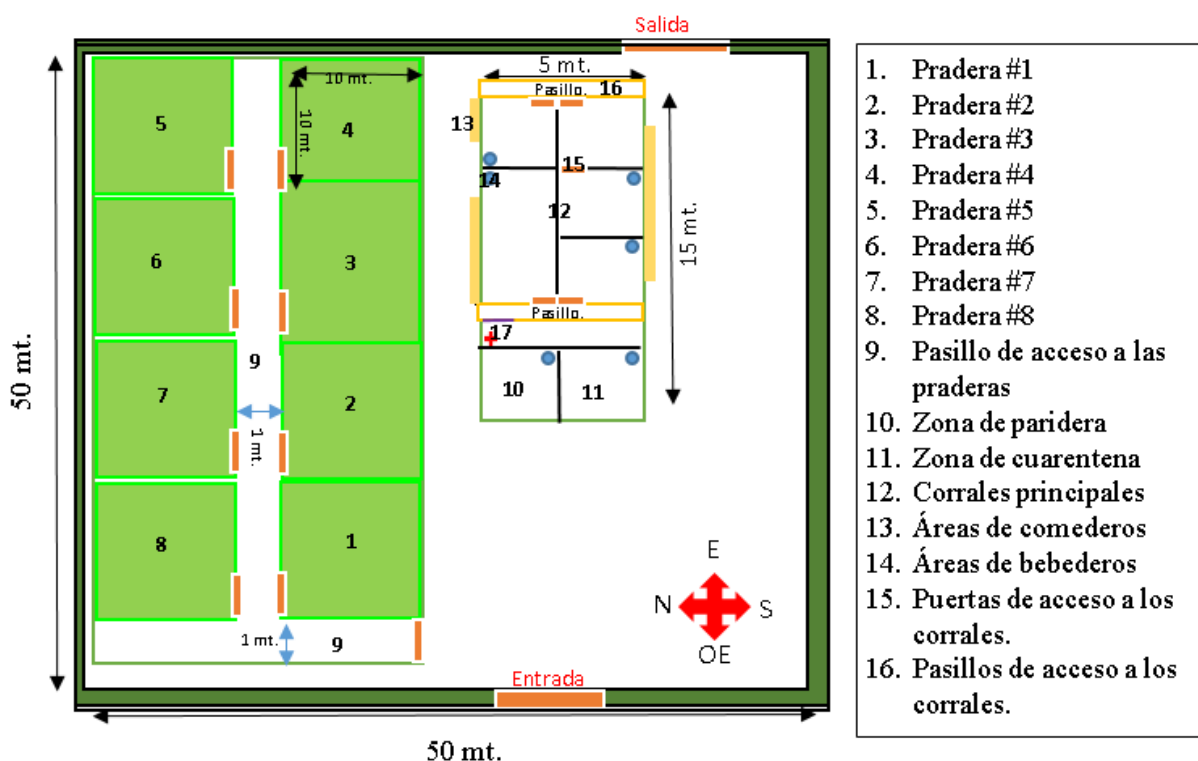 Salida
5 mt.
Pasillo.
16
10 mt.
10 mt.
5
4
13
15
14
12
6
3
15 mt.
Pasillo.
17
9
10
11
7
2
1 mt.
50 mt.
8
1
E
N
S
OE
1 mt.
9
Entrada
50 mt.
1. Pradera #1
2. Pradera #2
3. Pradera #3
4. Pradera #4
5. Pradera #5
6. Pradera #6
7. Pradera #7
8. Pradera #8
9. Pasillo de acceso a las
praderas
10. Zona de paridera
11. Zona de cuarentena
12. Corrales principales
13. Áreas de comederos
14. Áreas de bebederos
15. Puertas de acceso a los
corrales.
16. Pasillos de acceso a los
corrales.